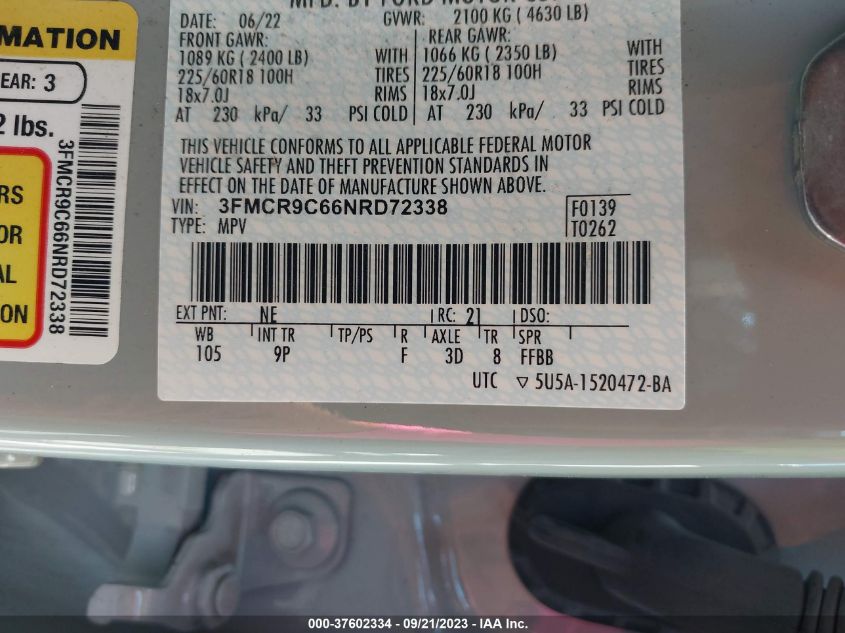 MFD. BY FORD MOTOR CO.
DATE: 06/22 GVWR: 2100 KG ( 4630 LB)
FRONT GAWR: REAR GAWR:
1089 KG ( 2400 LB) WITH 1066 KG ( 2350 LB) WITH
225/60R18 100H TIRES 225/60R18 100H TIRES
18x7.0J RIMS 18x7.0J RIMS
AT 230 kPa/ 33 PSI COLD AT 230 kPa/ 33 PSI COLD
THIS VEHICLE CONFORMS TO ALL APPLICABLE FEDERAL MOTOR
VEHICLE SAFETY AND THEFT PREVENTION STANDARDS IN
EFFECT ON THE DATE OF MANUFACTURE SHOWN ABOVE.
VIN: 3FMCR9C66NRD72338 F0139
TYPE: MPV T0262
EXT PNT: NE RC: 21 DSO:
WB INT TR TP/PS R AXLE TR SPR
105 9P F 3D 8 FFBB
UTC ▽ 5U5A-1520472-BA
MATION
EAR: 3
2 lbs.
RS
OR
AL
ON
3FMCR9C66NRD72338
000-37602334 - 09/21/2023 - IAA Inc.